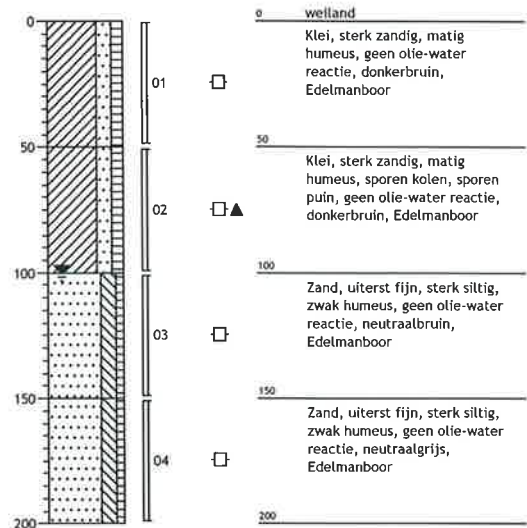 0
0 weiland
Klei, sterk zandig, matig
humeus, geen olie-water
reactie, donkerbruin,
Edelmanboor
01
50
50
Klei, sterk zandig, matig
humeus, sporen kolen, sporen
puin, geen olie-water reactie,
donkerbruin, Edelmanboor
02
100
100
Zand, uiterst fijn, sterk siltig,
zwak humeus, geen olie-water
reactie, neutraalbruin,
Edelmanboor
03
150
150
Zand, uiterst fijn, sterk siltig,
zwak humeus, geen olie-water
reactie, neutraalgrijs,
Edelmanboor
04
200
200